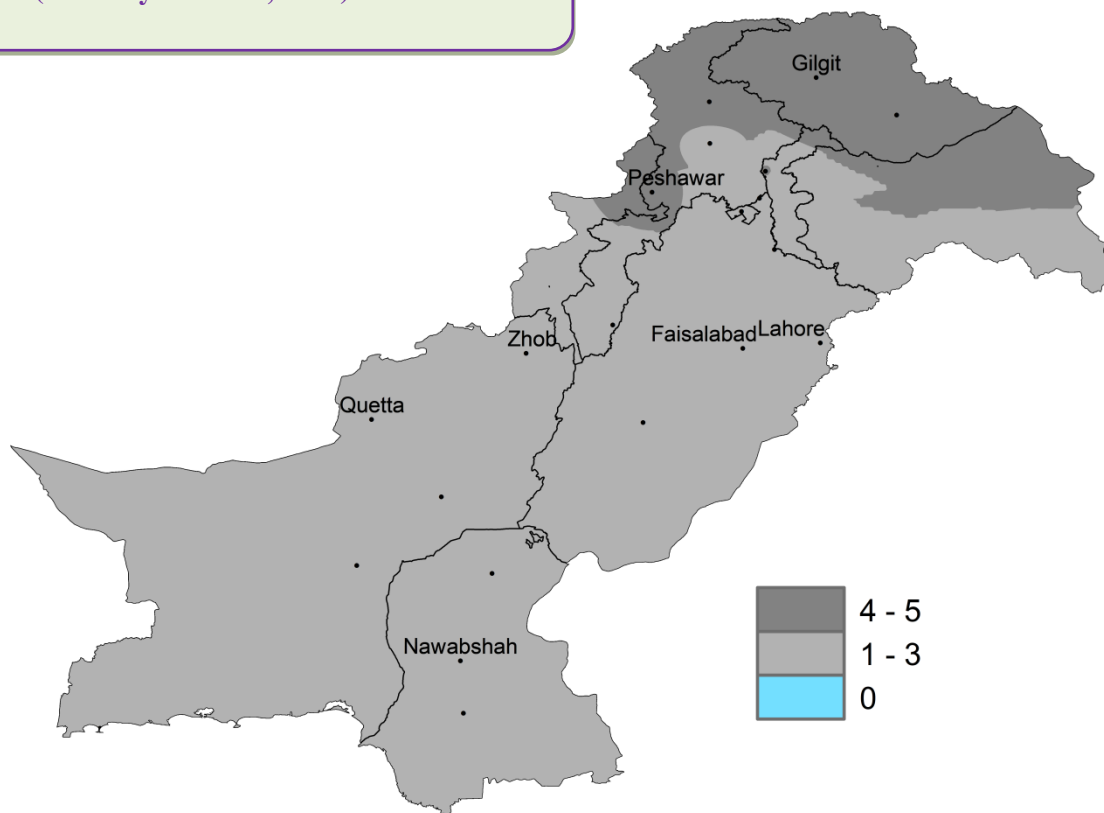 Gilgit
Peshawar
Zhob
Faisalabad
Lahore
Quetta
Nawabshah
4 - 5
1 - 3
0